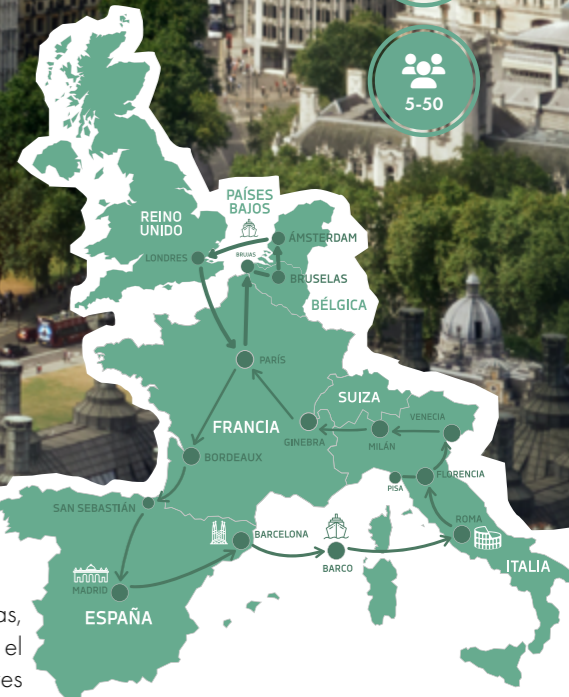 5-50
PAÍSES
BAJOS
REINO
UNIDO
ÁMSTERDAM
LONDRES
BRUJAS
BRUSELAS
BÉLGICA
PARÍS
SUIZA
VENECIA
FRANCIA
GINEBRA
MILÁN
BORDEAUX
FLORENCIA
PISA
SAN SEBASTIÁN
ROMA
BARCELONA
BARCO
ITALIA
MADRID
ESPAÑA
as,
el
es